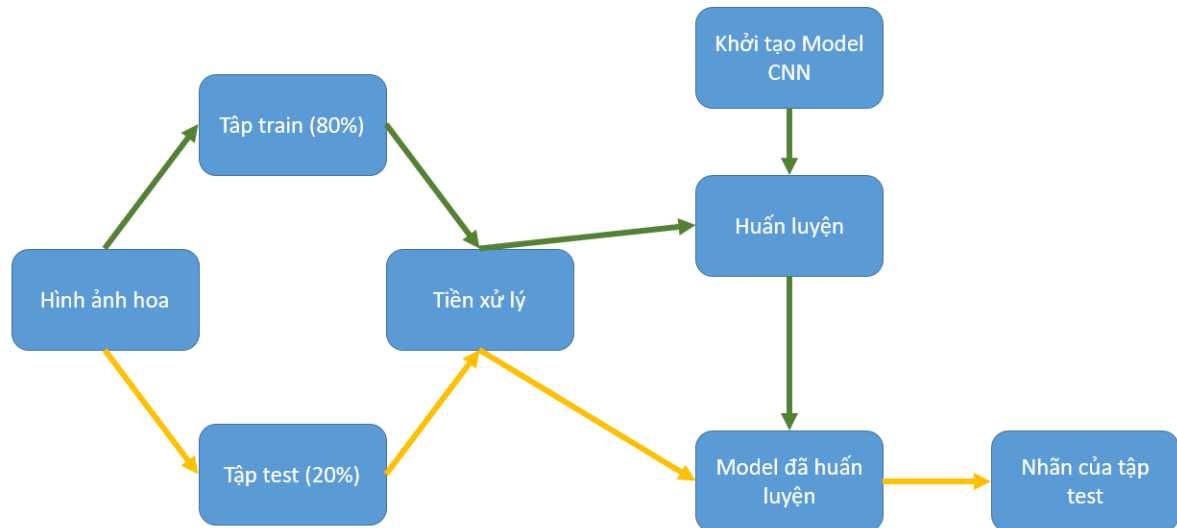 Khởi tạo Model
CNN
Tâp train (80%)
Huấn luyện
Hình ảnh hoa
Tiền xử lý
Tập test (20%)
Model đã huấn
luyện
Nhãn của tập
test